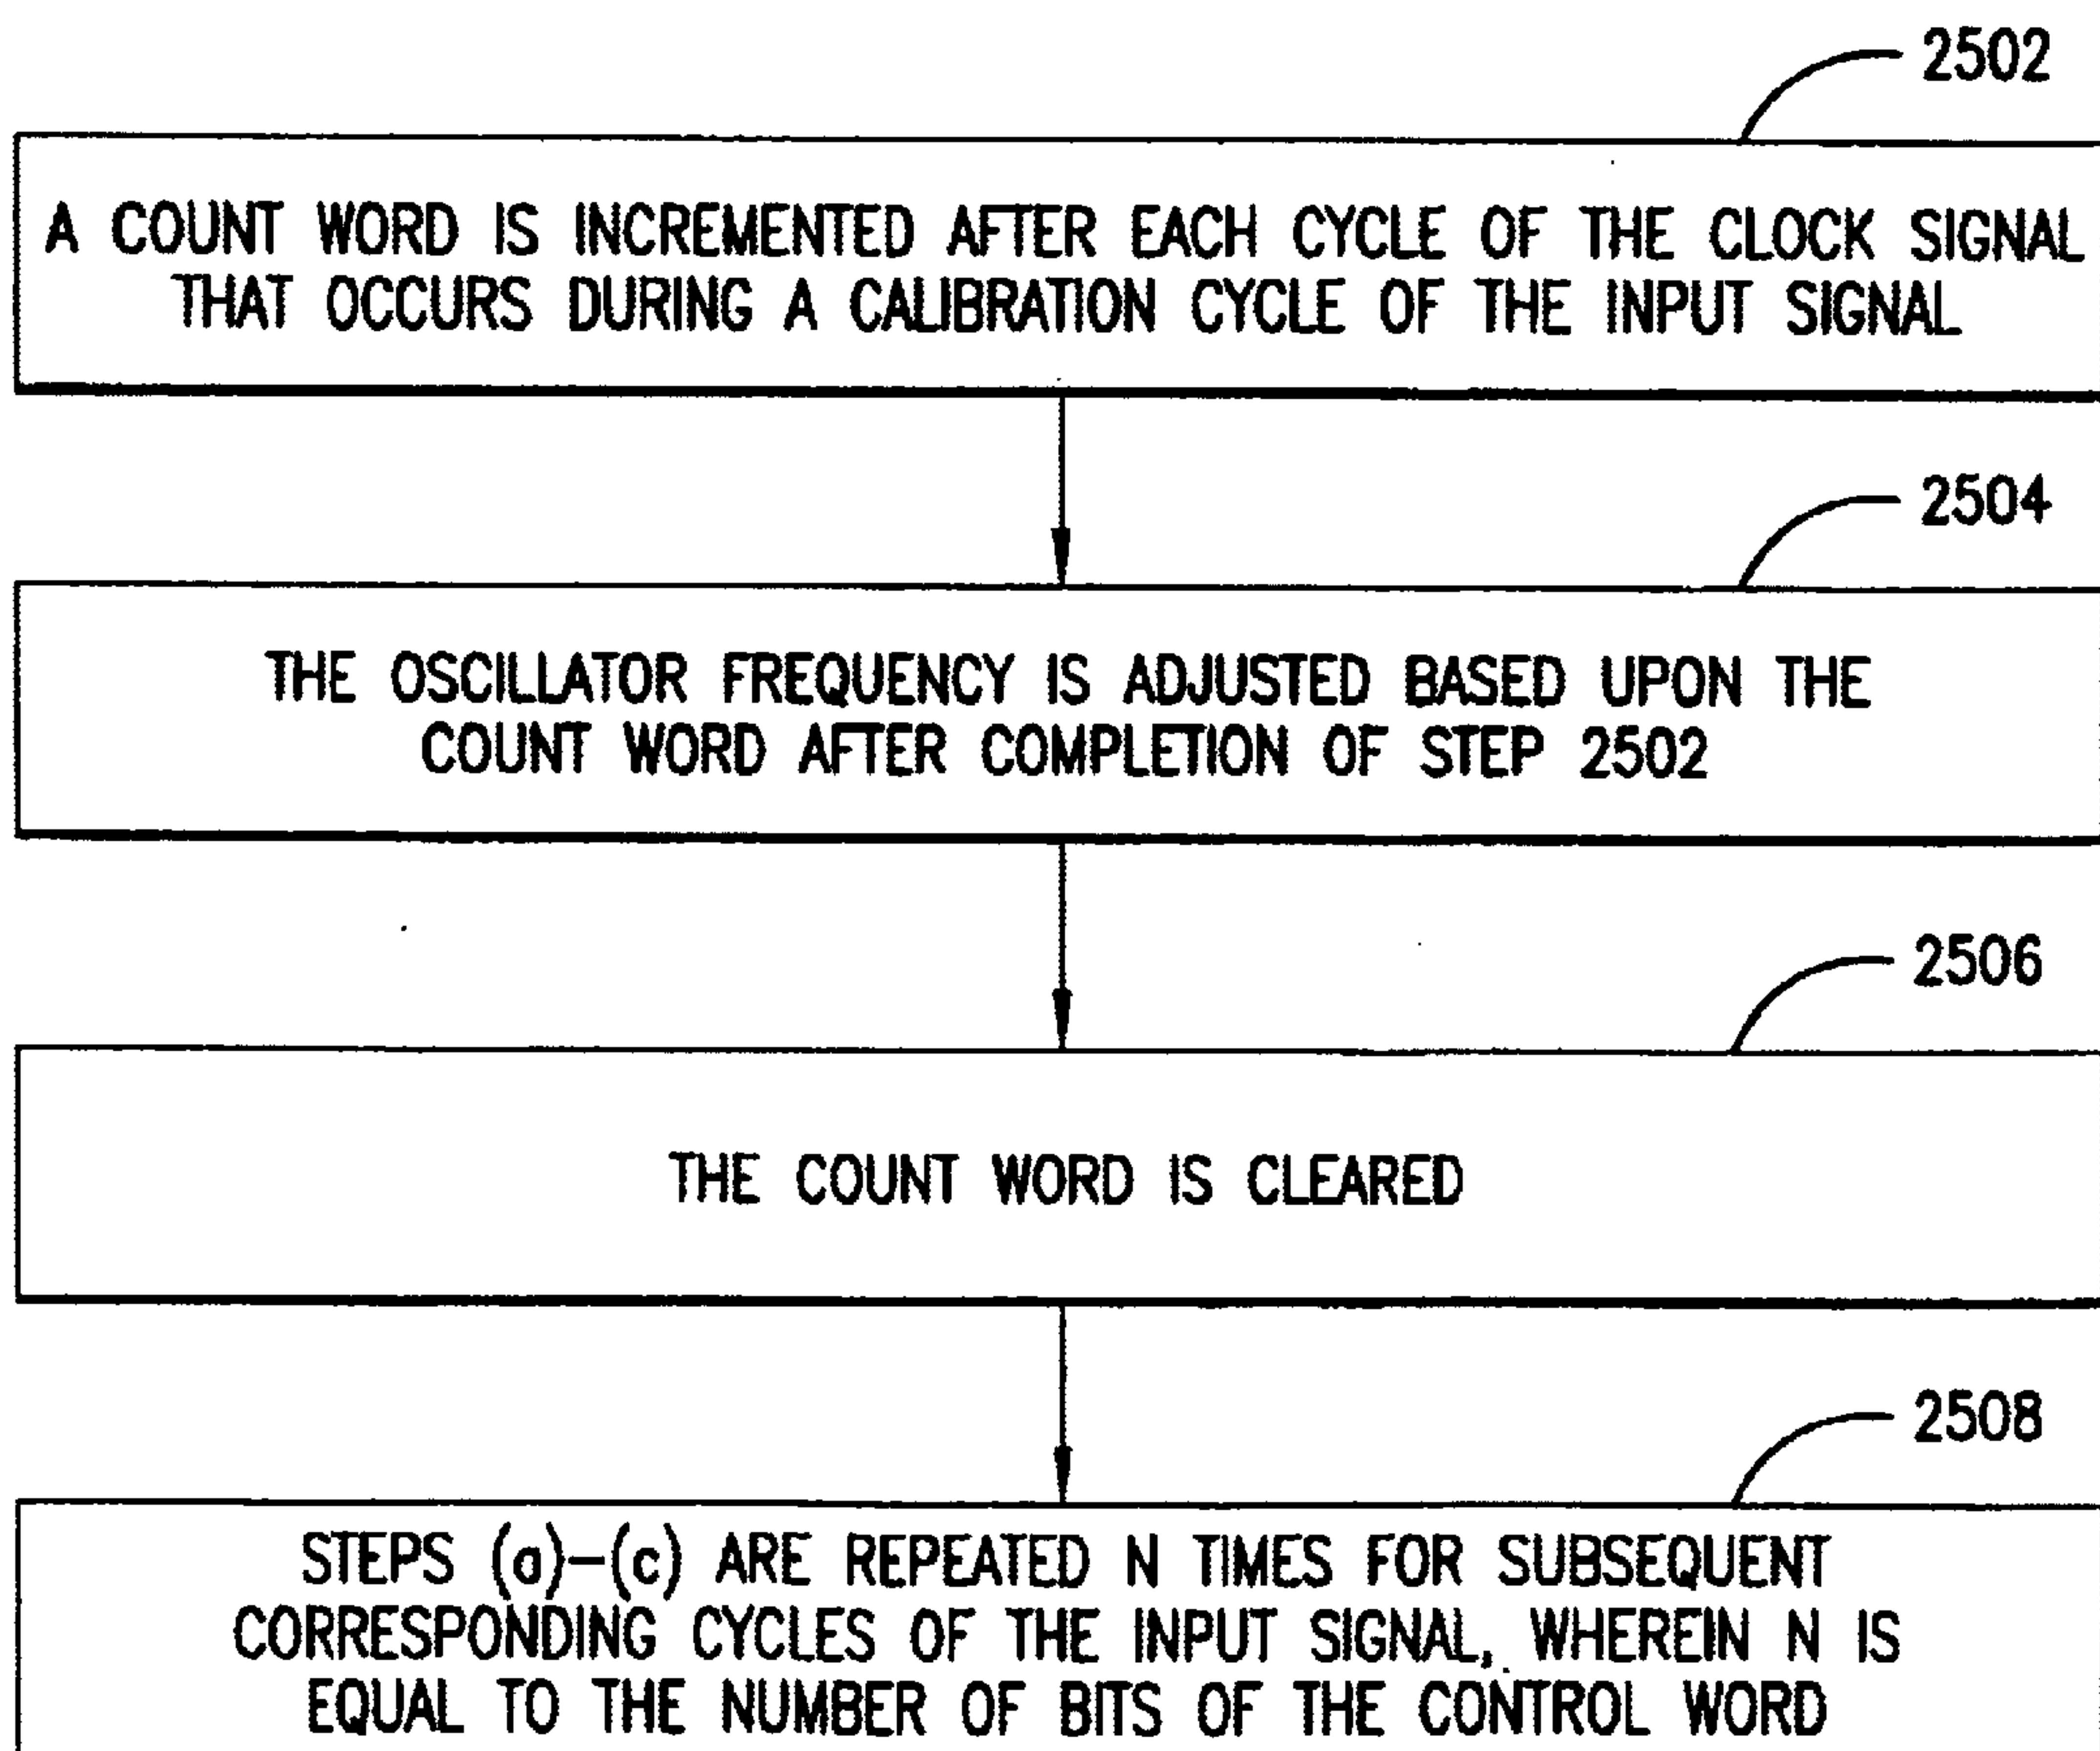 2502
A COUNT WORD IS INCREMENTED AFTER EACH CYCLE OF THE CLOCK SIGNAL
THAT OCCURS DURING A CALIBRATION CYCLE OF THE INPUT SIGNAL
2504
THE OSCILLATOR FREQUENCY IS ADJUSTED BASED UPON THE
COUNT WORD AFTER COMPLETION OF STEP 2502
2506
THE COUNT WORD IS CLEARED
2508
STEPS (a)–(c) ARE REPEATED N TIMES FOR SUBSEQUENT
CORRESPONDING CYCLES OF THE INPUT SIGNAL, WHEREIN N IS
EQUAL TO THE NUMBER OF BITS OF THE CONTROL WORD